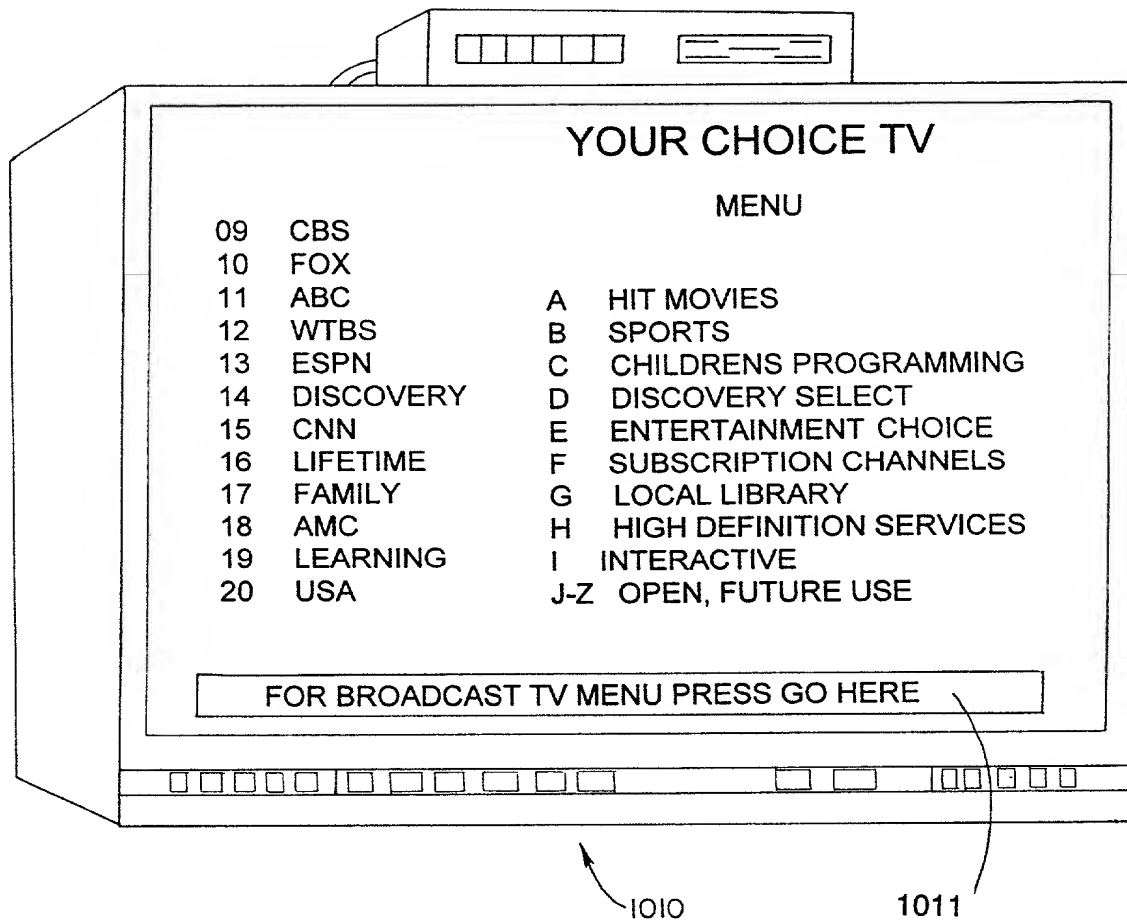 YOUR CHOICE TV
MENU
09 CBS
10 FOX
11 ABC
12 WTBS
13 ESPN
14 DISCOVERY
15 CNN
16 LIFETIME
17 FAMILY
18 AMC
19 LEARNING
20 USA
A HIT MOVIES
B SPORTS
C CHILDRENS PROGRAMMING
D DISCOVERY SELECT
E ENTERTAINMENT CHOICE
F SUBSCRIPTION CHANNELS
G LOCAL LIBRARY
H HIGH DEFINITION SERVICES
I INTERACTIVE
J-Z OPEN, FUTURE USE
FOR BROADCAST TV MENU PRESS GO HERE
1010
1011